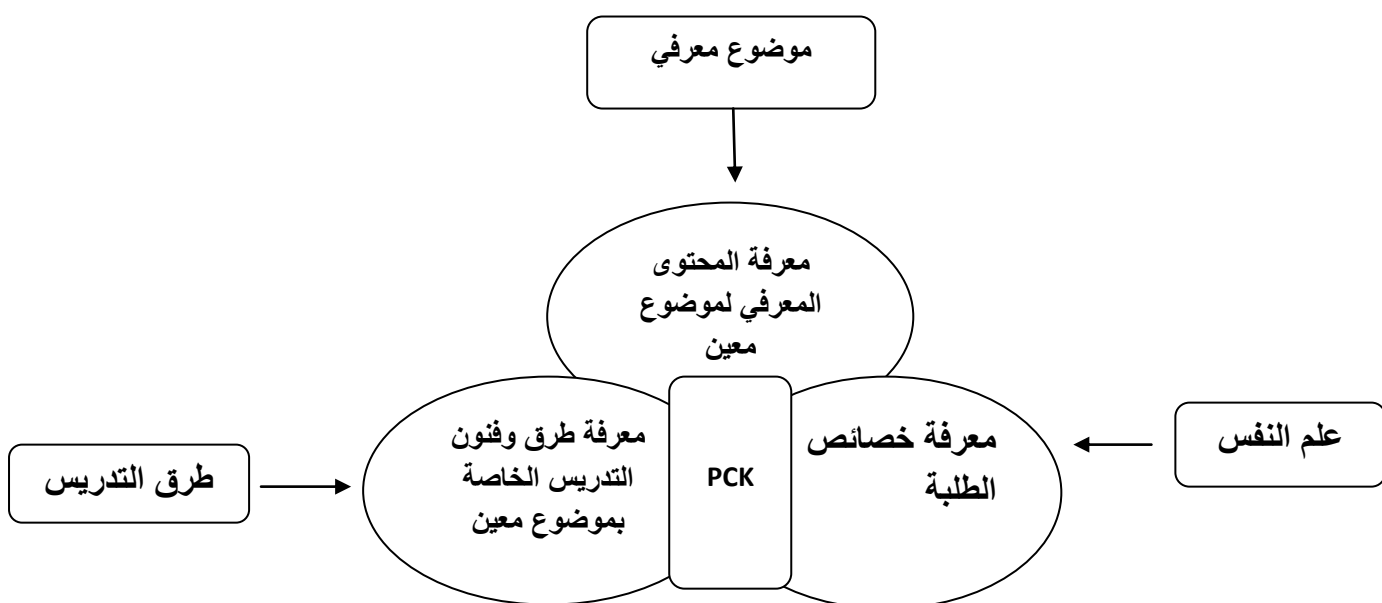 موضوع معرفي
معرفة المحتوى
المعرفي لموضوع
معين
علم النفس
معرفة خصائص
الطلبة
PCK
معرفة طرق وفنون
التدريس الخاصة
بموضوع معين
طرق التدريس